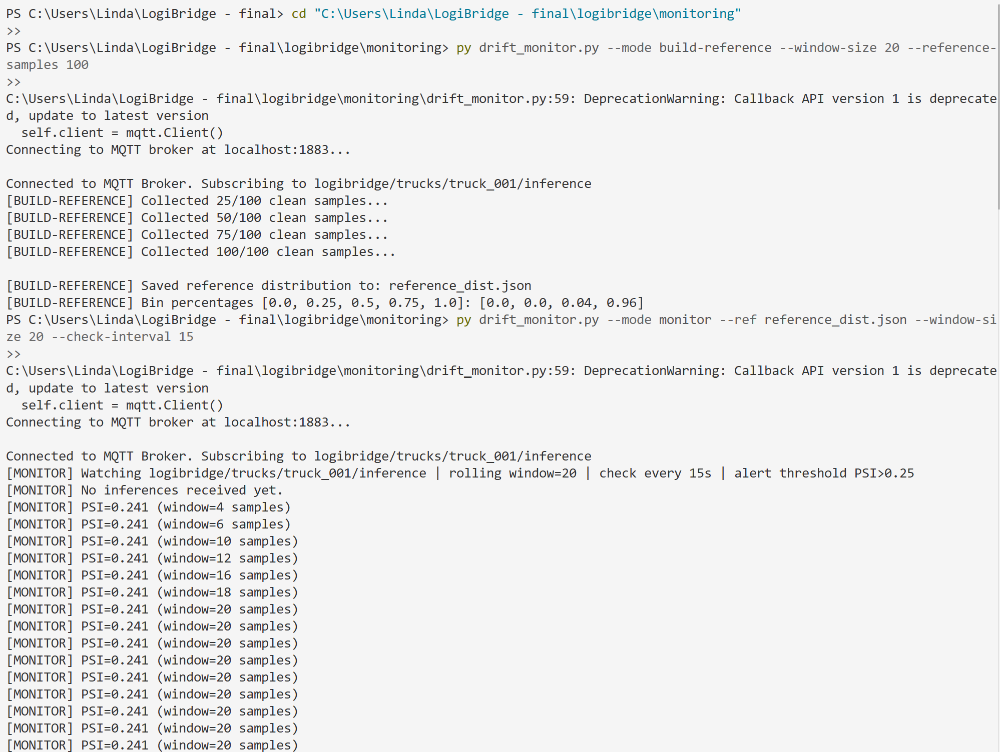 PS C:\Users\Linda\LogiBridge - final> cd "C:\Users\Linda\LogiBridge - final\logibridge\monitoring"
>>
PS C:\Users\Linda\LogiBridge - final\logibridge\monitoring> py drift_monitor.py --mode build-reference --window-size 20 --reference-
samples 100
>>
C:\Users\Linda\LogiBridge - final\logibridge\monitoring\drift_monitor.py:59: DeprecationWarning: Callback API version 1 is deprecate
d, update to latest version
  self.client = mqtt.Client()
Connecting to MQTT broker at localhost:1883...

Connected to MQTT Broker. Subscribing to logibridge/trucks/truck_001/inference
[BUILD-REFERENCE] Collected 25/100 clean samples...
[BUILD-REFERENCE] Collected 50/100 clean samples...
[BUILD-REFERENCE] Collected 75/100 clean samples...
[BUILD-REFERENCE] Collected 100/100 clean samples...

[BUILD-REFERENCE] Saved reference distribution to: reference_dist.json
[BUILD-REFERENCE] Bin percentages [0.0, 0.25, 0.5, 0.75, 1.0]: [0.0, 0.0, 0.04, 0.96]
PS C:\Users\Linda\LogiBridge - final\logibridge\monitoring> py drift_monitor.py --mode monitor --ref reference_dist.json --window-si
ze 20 --check-interval 15
>>
C:\Users\Linda\LogiBridge - final\logibridge\monitoring\drift_monitor.py:59: DeprecationWarning: Callback API version 1 is deprecate
d, update to latest version
  self.client = mqtt.Client()
Connecting to MQTT broker at localhost:1883...

Connected to MQTT Broker. Subscribing to logibridge/trucks/truck_001/inference
[MONITOR] Watching logibridge/trucks/truck_001/inference | rolling window=20 | check every 15s | alert threshold PSI>0.25
[MONITOR] No inferences received yet.
[MONITOR] PSI=0.241 (window=4 samples)
[MONITOR] PSI=0.241 (window=6 samples)
[MONITOR] PSI=0.241 (window=10 samples)
[MONITOR] PSI=0.241 (window=12 samples)
[MONITOR] PSI=0.241 (window=16 samples)
[MONITOR] PSI=0.241 (window=18 samples)
[MONITOR] PSI=0.241 (window=20 samples)
[MONITOR] PSI=0.241 (window=20 samples)
[MONITOR] PSI=0.241 (window=20 samples)
[MONITOR] PSI=0.241 (window=20 samples)
[MONITOR] PSI=0.241 (window=20 samples)
[MONITOR] PSI=0.241 (window=20 samples)
[MONITOR] PSI=0.241 (window=20 samples)
[MONITOR] PSI=0.241 (window=20 samples)
[MONITOR] PSI=0.241 (window=20 samples)